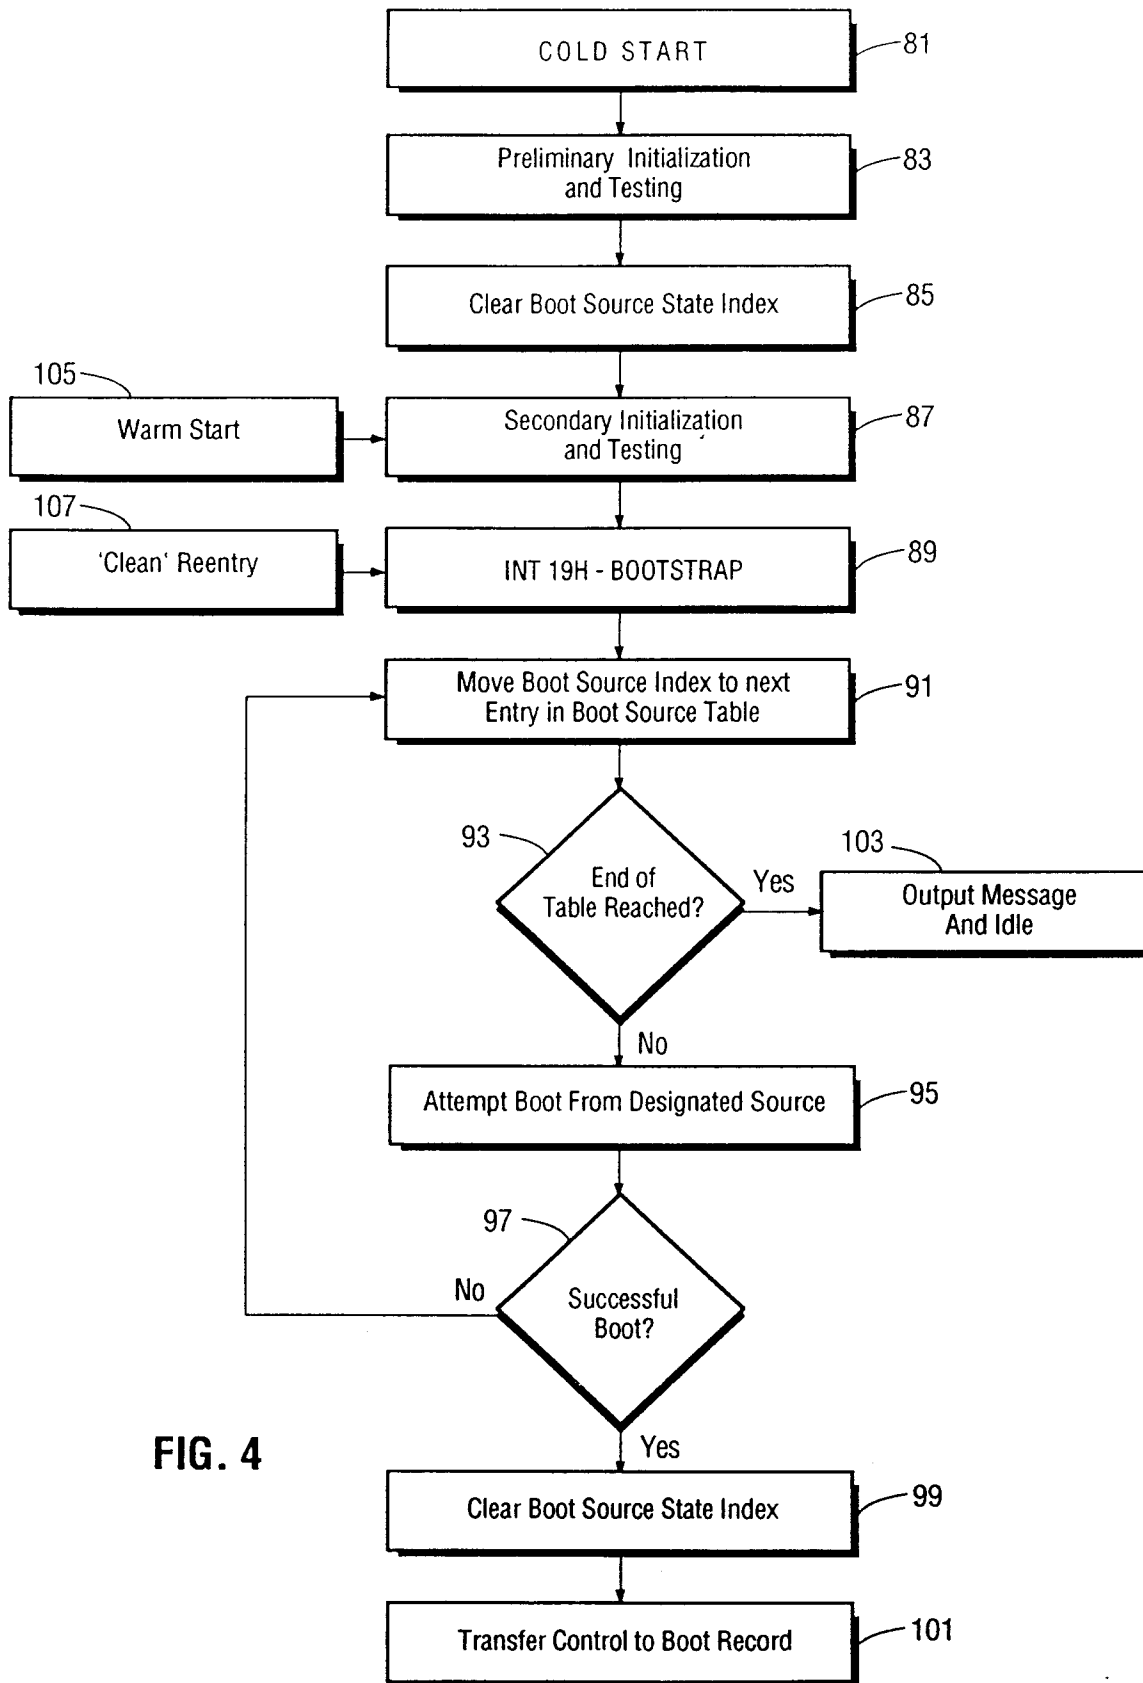 COLD START
81
Preliminary Initialization
and Testing
83
Clear Boot Source State Index
85
105
Warm Start
Secondary Initialization
and Testing
87
107
'Clean' Reentry
INT 19H - BOOTSTRAP
89
Move Boot Source Index to next
Entry in Boot Source Table
91
93
End of
Table Reached?
Yes
103
Output Message
And Idle
No
Attempt Boot From Designated Source
95
97
No
Successful
Boot?
Yes
FIG. 4
Clear Boot Source State Index
99
Transfer Control to Boot Record
101